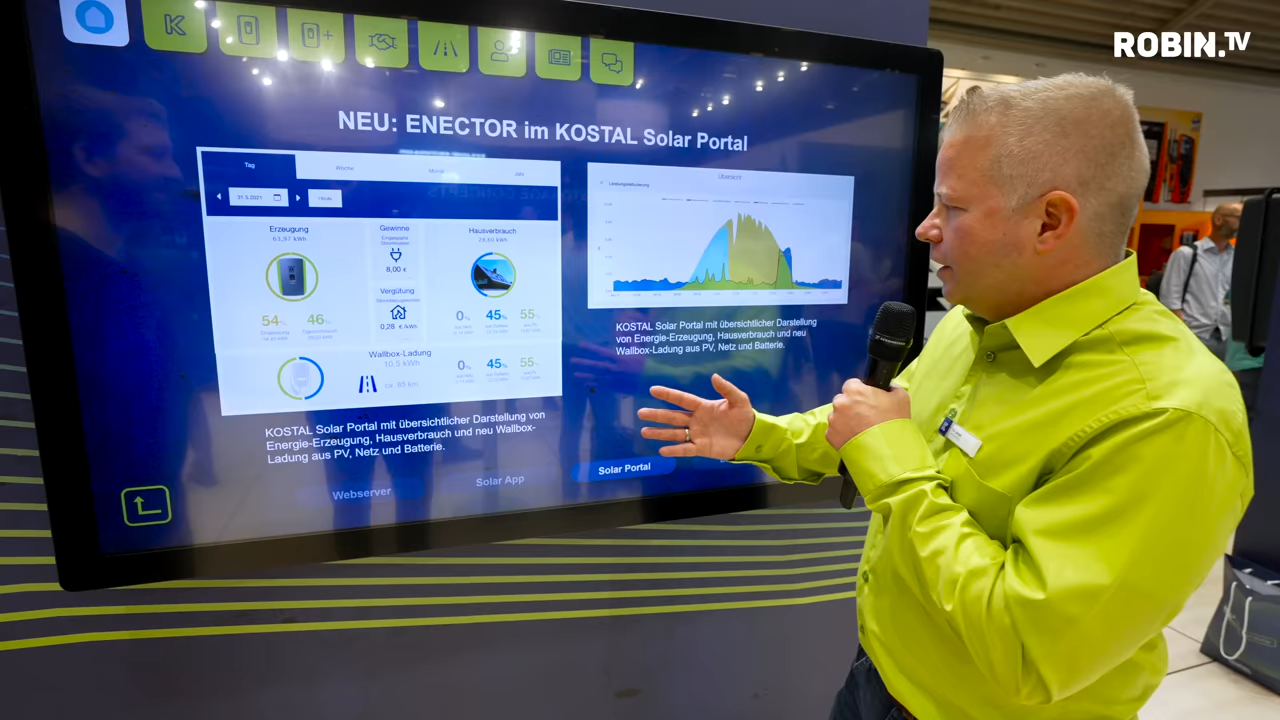 ROBIN.TV
K
NEU: ENECTOR im KOSTAL Solar Portal
Tag
Woche
Monat
Jahr
31.5.2021
Übersicht
Erzeugung
63,97 kWh
Gewinne
8,00 €
Hausverbrauch
28,60 kWh
Vergütung
0,28 € /kWh
54%
46%
0%
45%
55%
Wallbox-Ladung
10,5 kWh
ca. 85 km
0%
45%
55%
KOSTAL Solar Portal mit übersichtlicher Darstellung von
Energie-Erzeugung, Hausverbrauch und neu Wallbox-
Ladung aus PV, Netz und Batterie.
KOSTAL Solar Portal mit übersichtlicher Darstellung
von Energie-Erzeugung, Hausverbrauch und neu
Wallbox-Ladung aus PV, Netz und Batterie.
Webserver
Solar App
Solar Portal
SENNHEISER